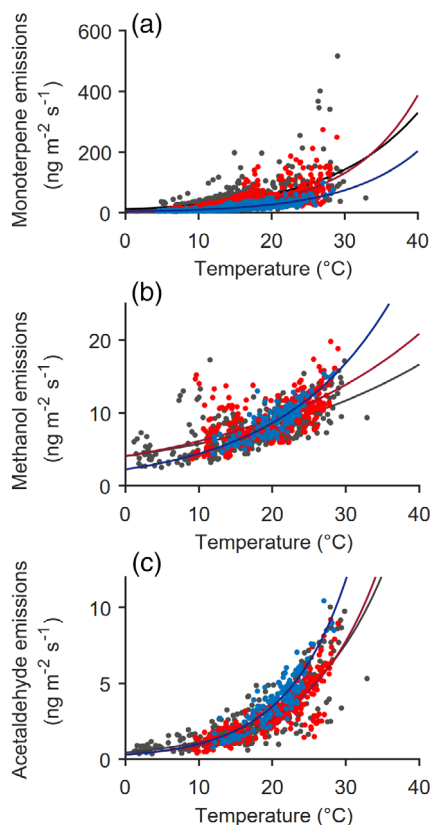 (a)
600
400
200
0
Monoterpene emissions
(ng m⁻² s⁻¹)
0 10 20 30 40
Temperature (°C)
(b)
20
10
0
Methanol emissions
(ng m⁻² s⁻¹)
0 10 20 30 40
Temperature (°C)
(c)
10
5
0
Acetaldehyde emissions
(ng m⁻² s⁻¹)
0 10 20 30 40
Temperature (°C)